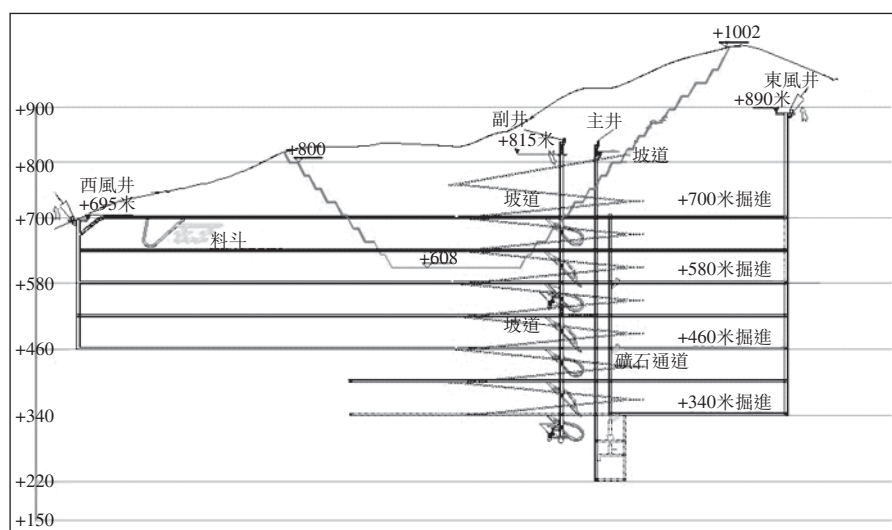 +1002
東風井
+890米
+900
副井
+815米
主井
+800
+800
坡道
西風井
+695米
坡道
+700米掘進
+700
料斗
+608
+580米掘進
+580
坡道
+460米掘進
+460
礦石通道
+340米掘進
+340
+220
+150